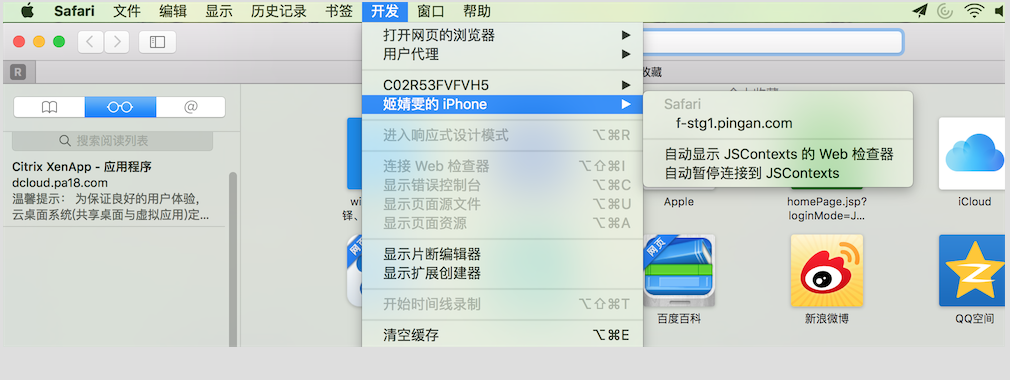 Safari 文件 编辑 显示 历史记录 书签 开发 窗口 帮助
打开网页的浏览器
用户代理
C02R53FVFVH5
姬婧雯的 iPhone
进入响应式设计模式 ⌥⌘R
连接 Web 检查器 ⌥⇧⌘I
显示错误控制台 ⌥⌘C
显示页面源文件 ⌥⌘U
显示页面资源 ⌥⌘A
显示片断编辑器
显示扩展创建器
开始时间线录制 ⌥⇧⌘T
清空缓存 ⌥⌘E
Safari
f-stg1.pingan.com
自动显示 JSContexts 的 Web 检查器
自动暂停连接到 JSContexts
R
收藏
@
搜索阅读列表
Citrix XenApp - 应用程序
dcloud.pa18.com
温馨提示： 为保证良好的用户体验,
云桌面系统(共享桌面与虚拟应用)定...
Apple
homePage.jsp?
loginMode=J...
iCloud
网页
网页
百度百科
新浪微博
QQ空间